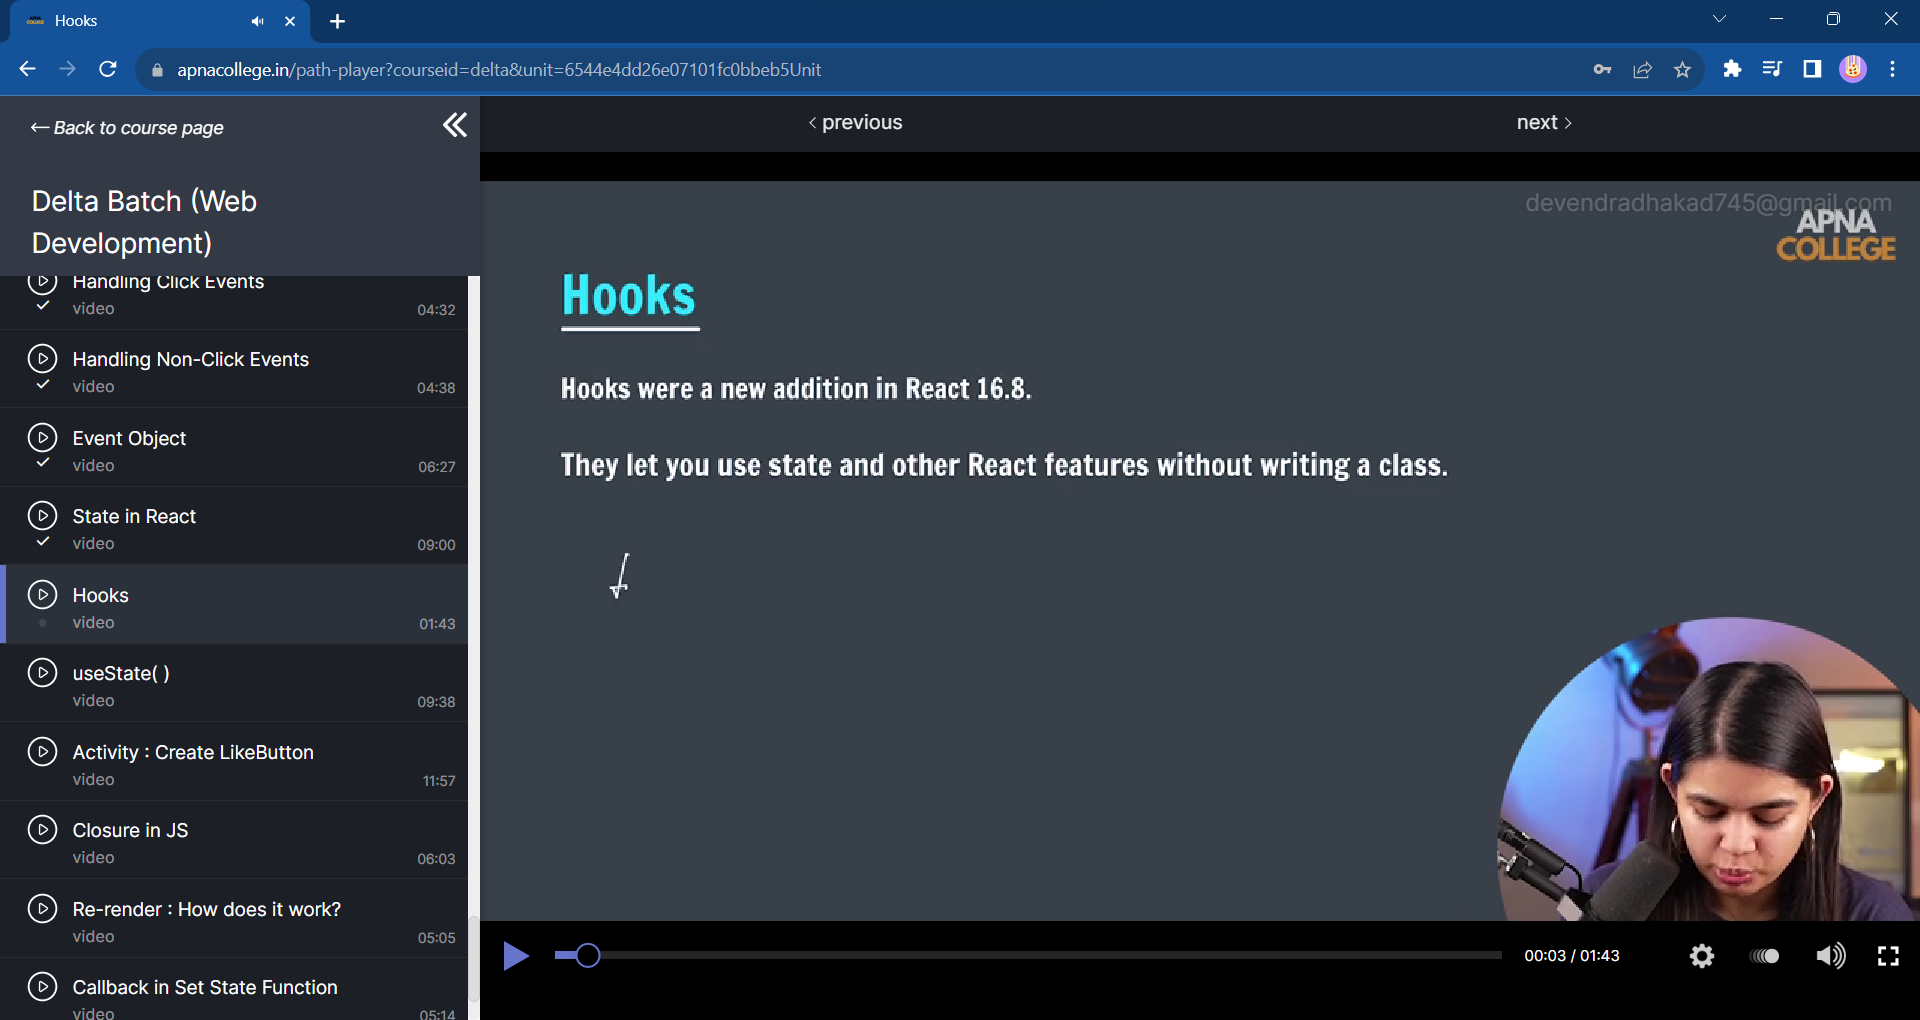 Hooks
apnacollege.in/path-player?courseid=delta&unit=6544e4dd26e07101fc0bbeb5Unit
← Back to course page
‹ previous
next ›
Delta Batch (Web
Development)
Handling Click Events
video 04:32
Handling Non-Click Events
video 04:38
Event Object
video 06:27
State in React
video 09:00
Hooks
video 01:43
useState( )
video 09:38
Activity : Create LikeButton
video 11:57
Closure in JS
video 06:03
Re-render : How does it work?
video 05:05
Callback in Set State Function
video 05:14
devendradhakad745@gmail.com
APNA
COLLEGE
Hooks
Hooks were a new addition in React 16.8.
They let you use state and other React features without writing a class.
00:03 / 01:43